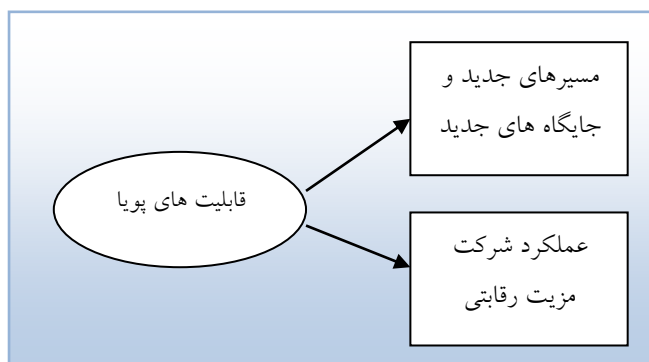 مسیرهای جدید و
جایگاه های جدید
قابلیت های پویا
عملکرد شرکت
مزیت رقابتی